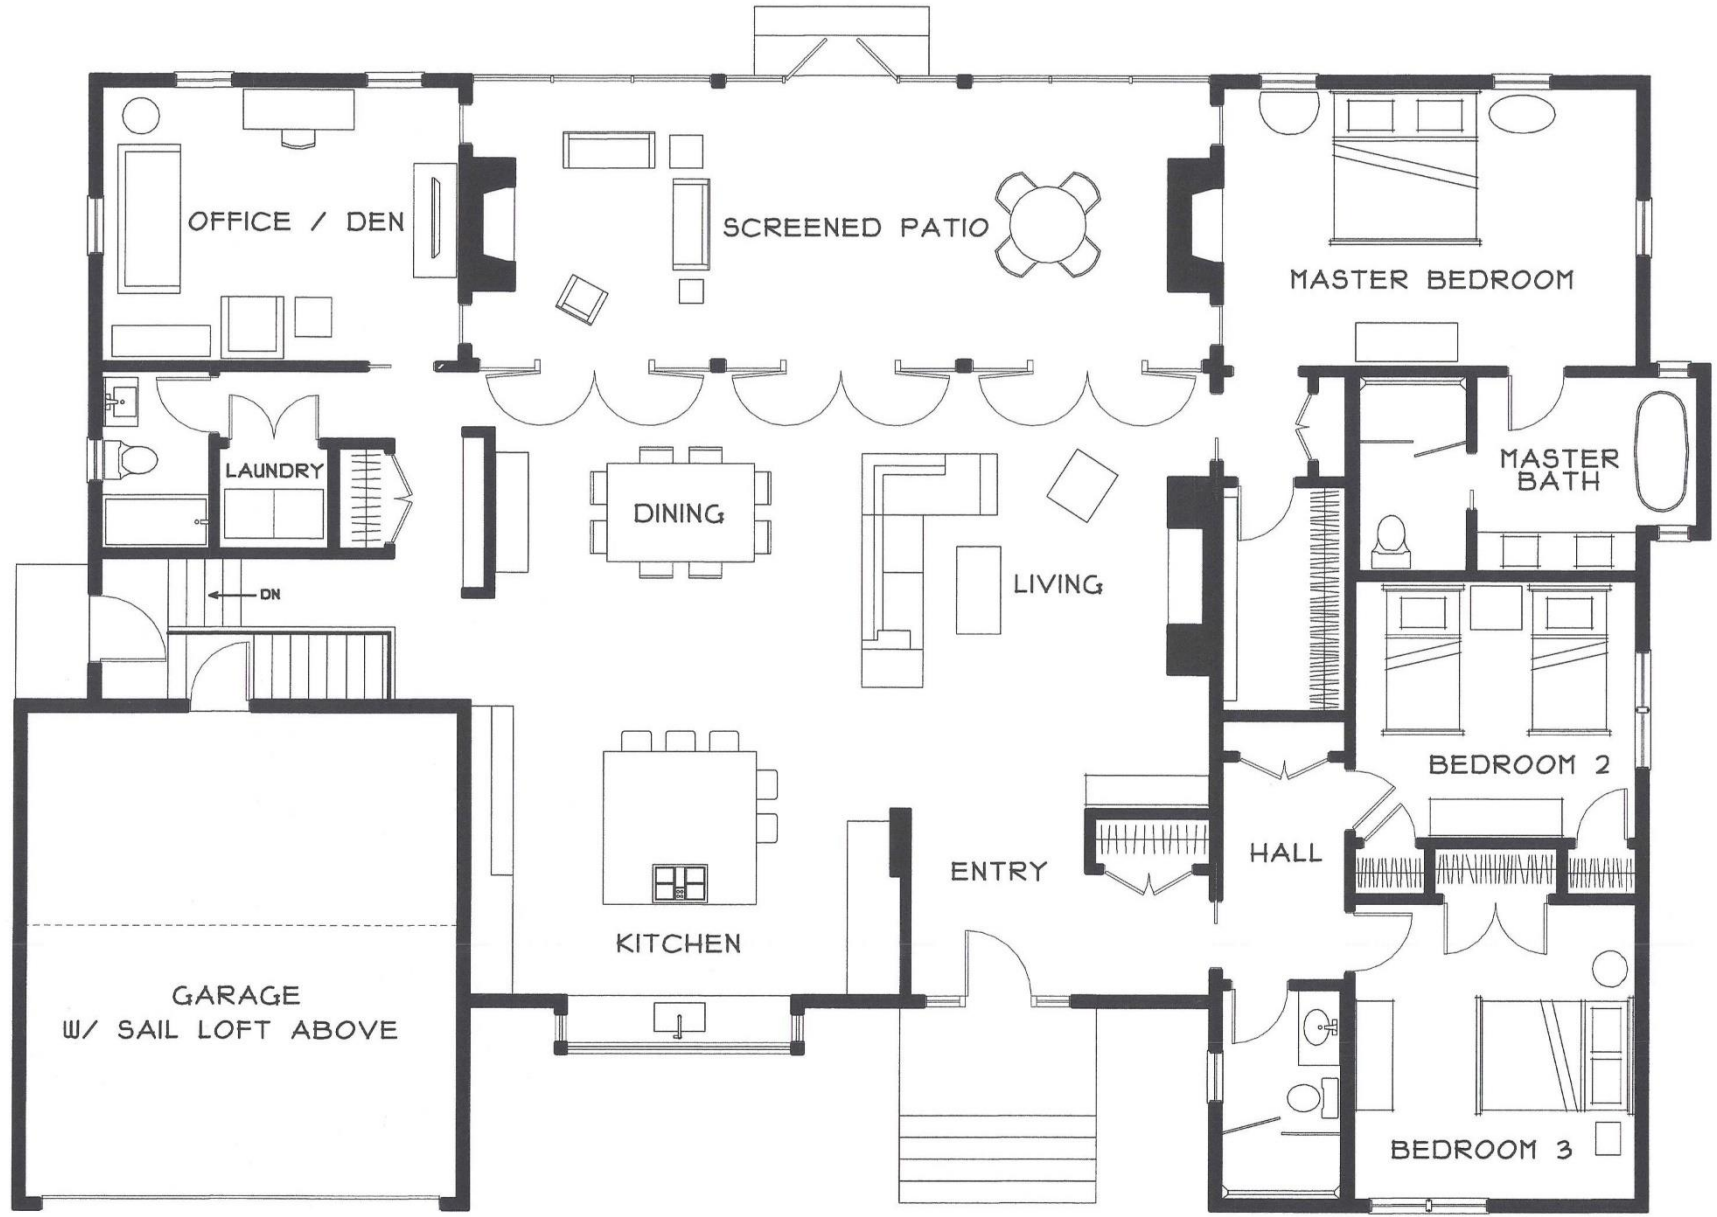 OFFICE / DEN
SCREENED PATIO
MASTER BEDROOM
LAUNDRY
MASTER
BATH
DINING
LIVING
DN
BEDROOM 2
HALL
ENTRY
KITCHEN
GARAGE
W/ SAIL LOFT ABOVE
BEDROOM 3